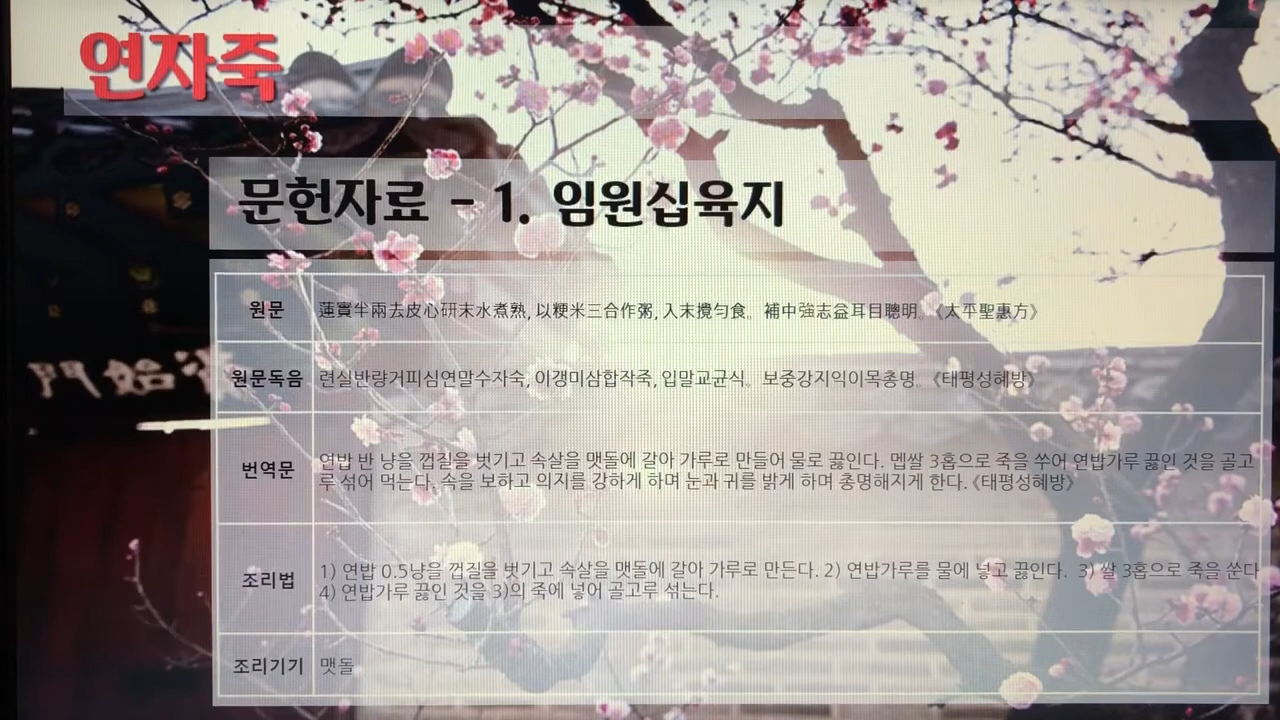 연자죽
문헌자료 - 1. 임원십육지
원문 蓮實半兩去皮心研末水煮熟, 以粳米三合作粥, 入末攪匀食。補中強志益耳目聰明。《太平聖惠方》
원문독음 련실반량거피심연말수자숙, 이갱미삼합작죽, 입말교균식。보중강지익이목총명。《태평성혜방》
번역문 연밥 반 냥을 껍질을 벗기고 속살을 맷돌에 갈아 가루로 만들어 물로 끓인다. 멥쌀 3홉으로 죽을 쑤어 연밥가루 끓인 것을 골고
루 섞어 먹는다. 속을 보하고 의지를 강하게 하며 눈과 귀를 밝게 하며 총명해지게 한다.《태평성혜방》
조리법 1) 연밥 0.5냥을 껍질을 벗기고 속살을 맷돌에 갈아 가루로 만든다. 2) 연밥가루를 물에 넣고 끓인다. 3) 쌀 3홉으로 죽을 쑨다
4) 연밥가루 끓인 것을 3)의 죽에 넣어 골고루 섞는다.
조리기기 맷돌
門始